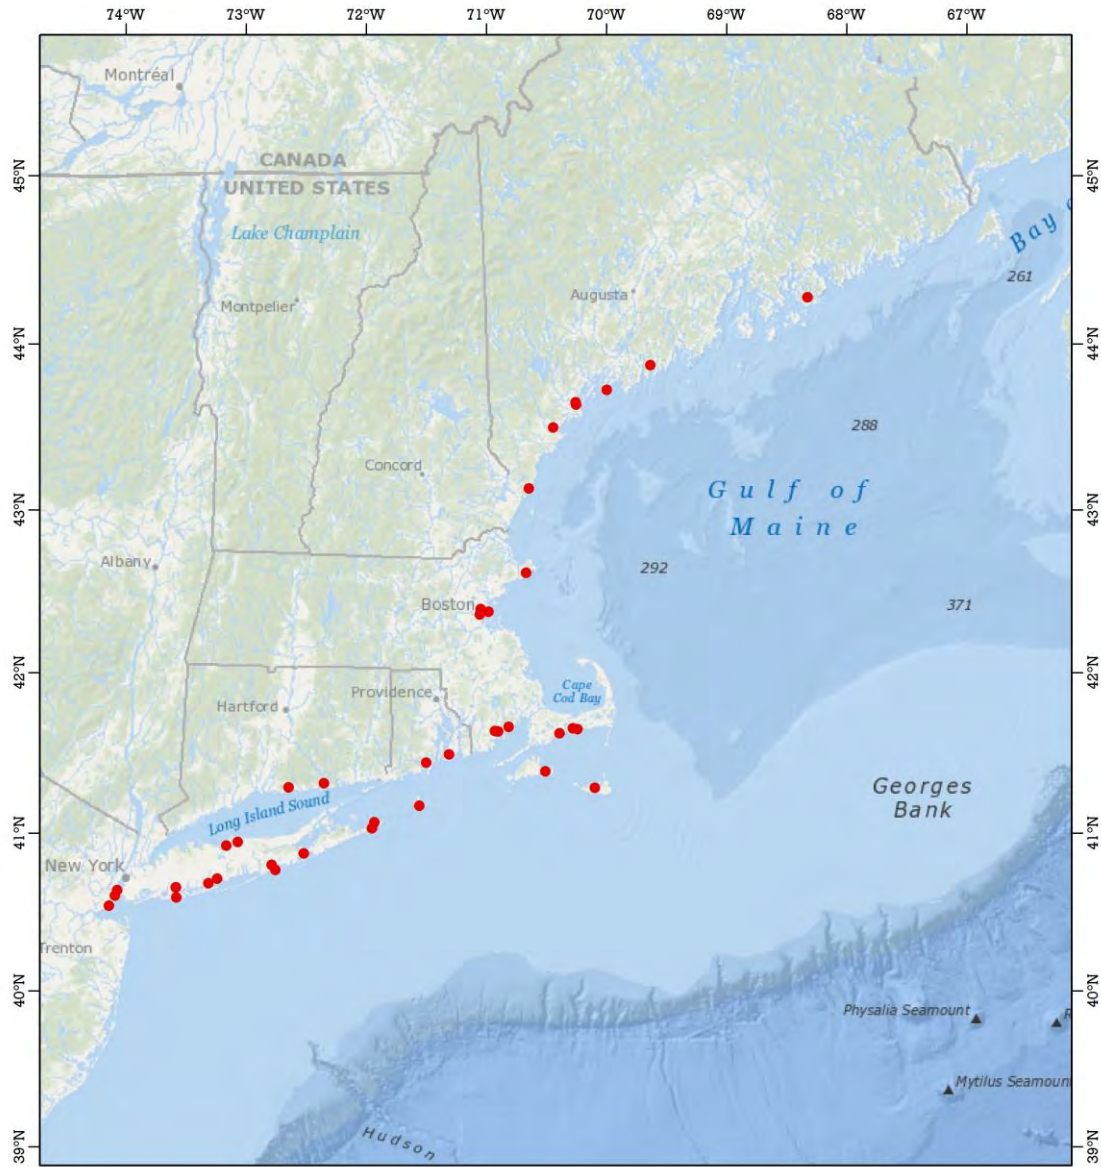 74°W 73°W 72°W 71°W 70°W 69°W 68°W 67°W
Montréal
CANADA
UNITED STATES
45°N
45°N
Lake Champlain
Bay
261
Augusta
Montpelier
44°N
44°N
288
Concord
Gulf of
Maine
43°N
43°N
Albany
292
Boston
371
42°N
42°N
Cape
Cod Bay
Providence
Hartford
Georges
Bank
Long Island Sound
41°N
41°N
New York
Trenton
40°N
40°N
Physalia Seamount
R
Mytilus Seamoun
Hudson
39°N
39°N